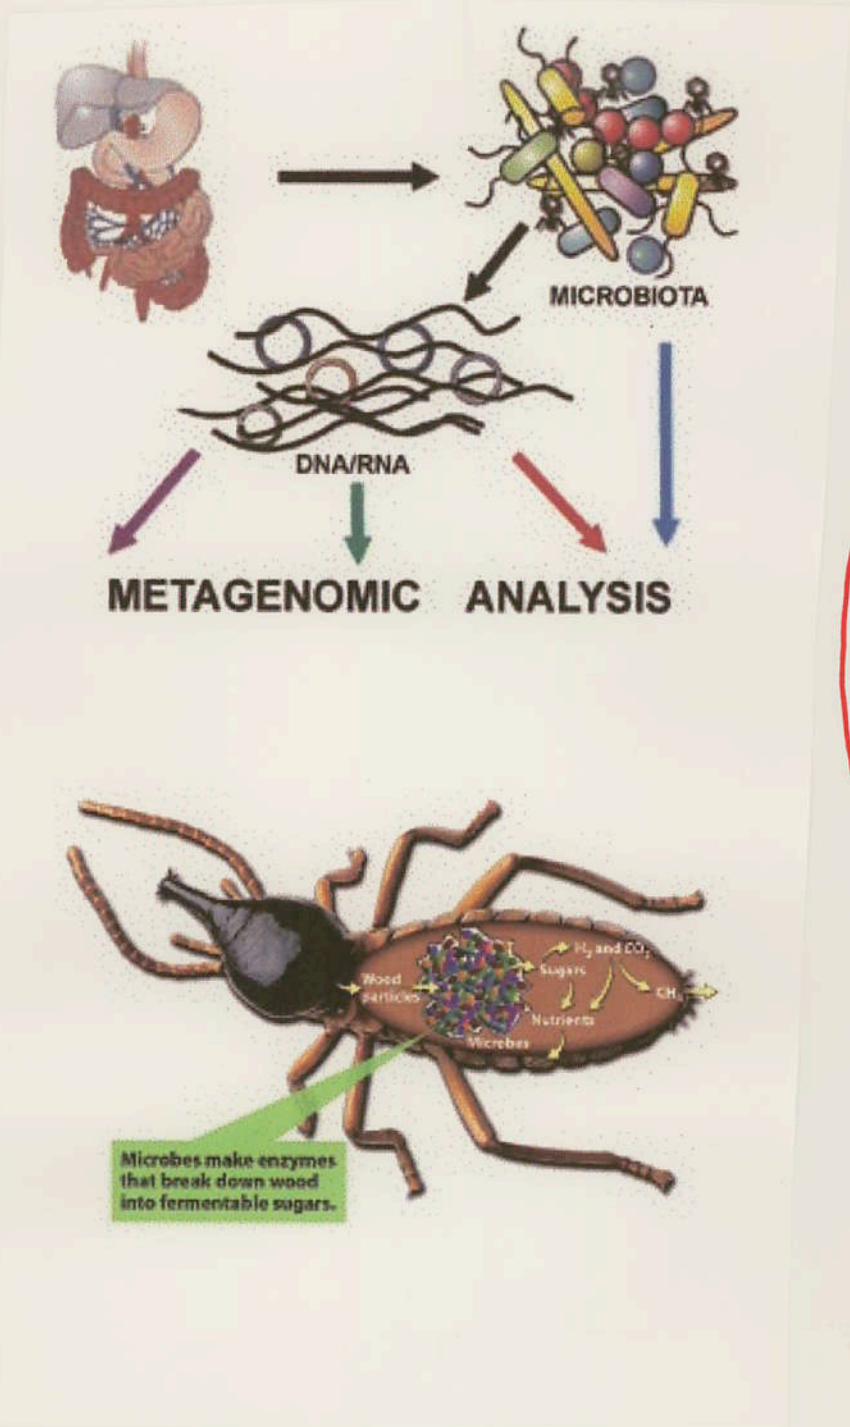 MICROBIOTA
DNA/RNA
METAGENOMIC ANALYSIS
H₂ and CO₂
Sugars
Wood
particles
CH₄
Nutrients
Microbes
Microbes make enzymes
that break down wood
into fermentable sugars.